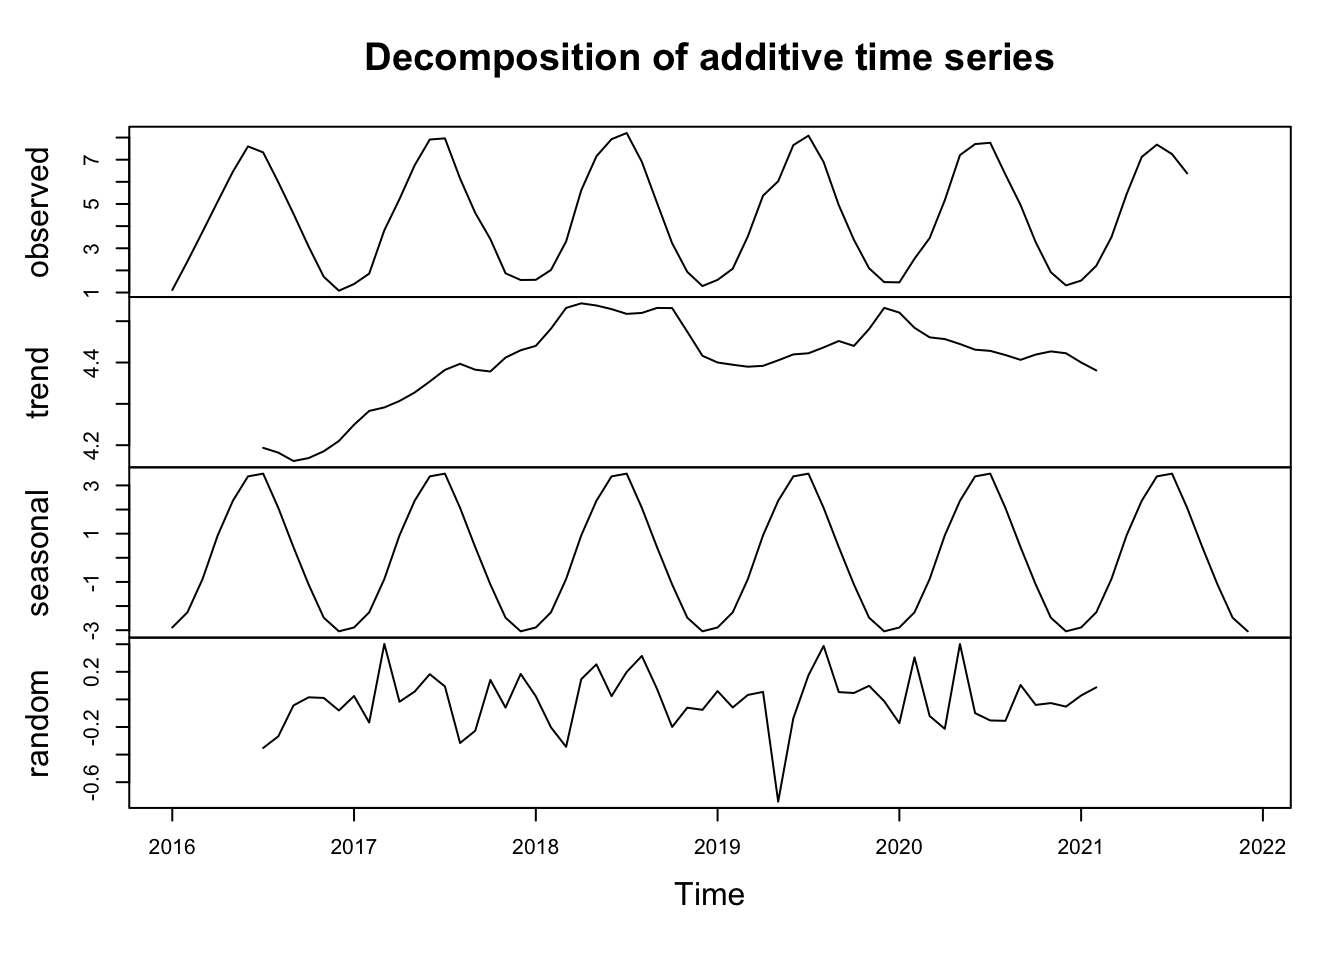 Decomposition of additive time series
observed
1 3 5 7
trend
4.2 4.4
seasonal
-3 -1 1 3
random
-0.6 -0.2 0.2
2016 2017 2018 2019 2020 2021 2022
Time